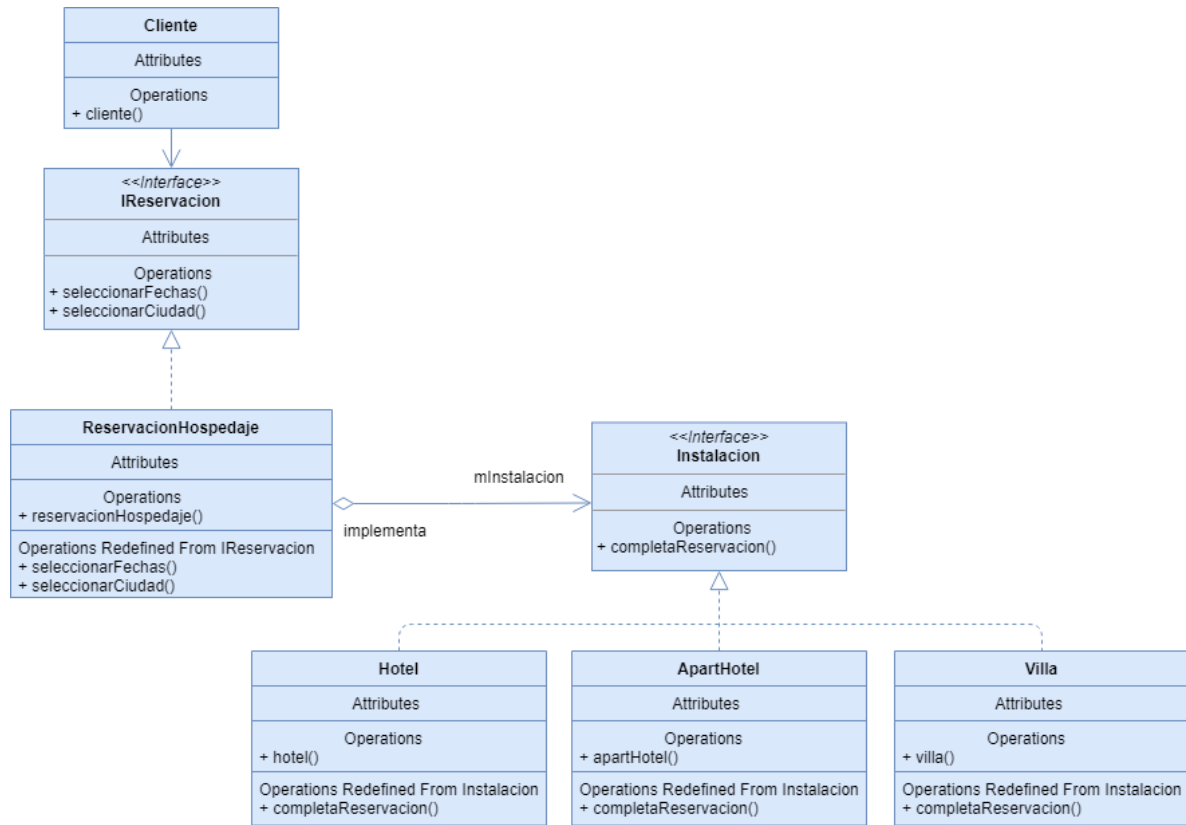 Cliente
Attributes
Operations
+ cliente()
<<Interface>>
IReservacion
Attributes
Operations
+ seleccionarFechas()
+ seleccionarCiudad()
ReservacionHospedaje
Attributes
Operations
+ reservacionHospedaje()
Operations Redefined From IReservacion
+ seleccionarFechas()
+ seleccionarCiudad()
mInstalacion
implementa
<<Interface>>
Instalacion
Attributes
Operations
+ completaReservacion()
Hotel
Attributes
Operations
+ hotel()
Operations Redefined From Instalacion
+ completaReservacion()
ApartHotel
Attributes
Operations
+ apartHotel()
Operations Redefined From Instalacion
+ completaReservacion()
Villa
Attributes
Operations
+ villa()
Operations Redefined From Instalacion
+ completaReservacion()